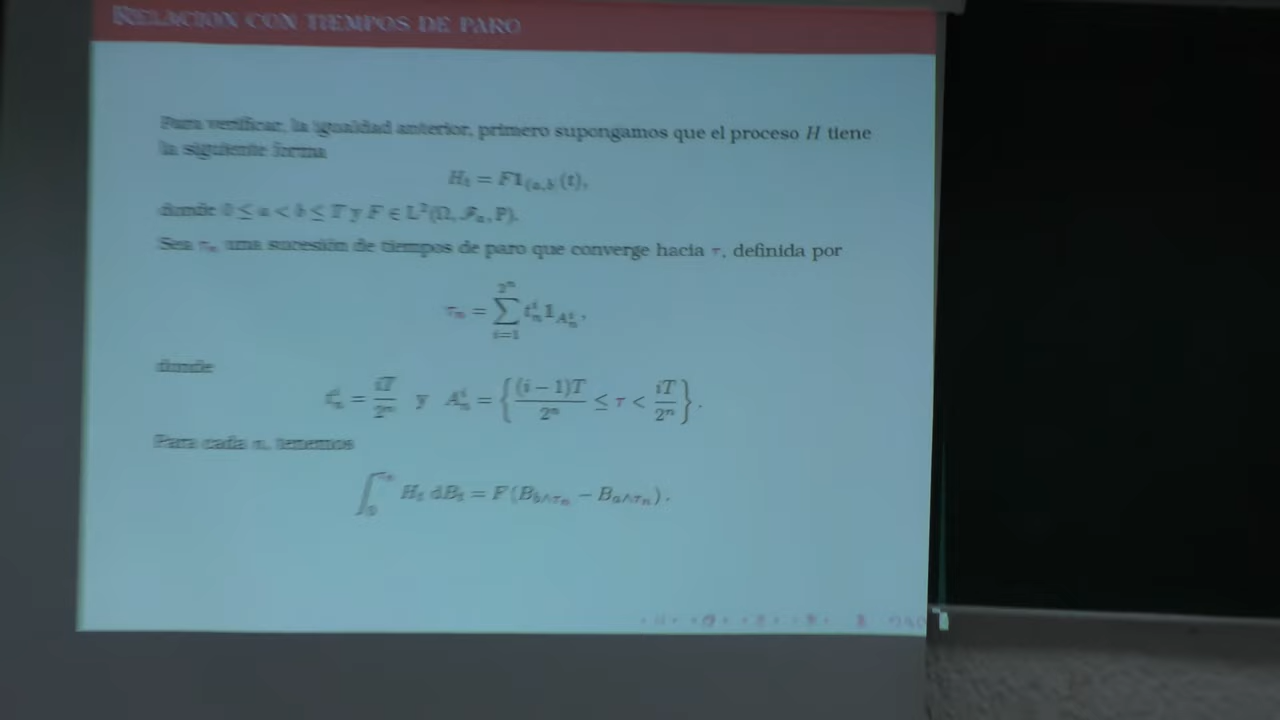 RELACION CON TIEMPOS DE PARO
Para verificar, la igualdad anterior, primero supongamos que el proceso H tiene
la siguiente forma
H_t = F𝟙_{(a,b]}(t),
donde 0 ≤ a < b ≤ T y F ∈ L²(Ω, ℱ_a, ℙ).
Sea τ_n una sucesión de tiempos de paro que converge hacia τ, definida por
τ_n = ∑_{i=1}^{2^n} t_n^i 𝟙_{A_n^i},
donde
t_n^i = iT/2^n y A_n^i = { (i − 1)T/2^n ≤ τ < iT/2^n }.
Para cada n, tenemos
∫_0^{τ_n} H_t dB_t = F(B_{b∧τ_n} − B_{a∧τ_n}).